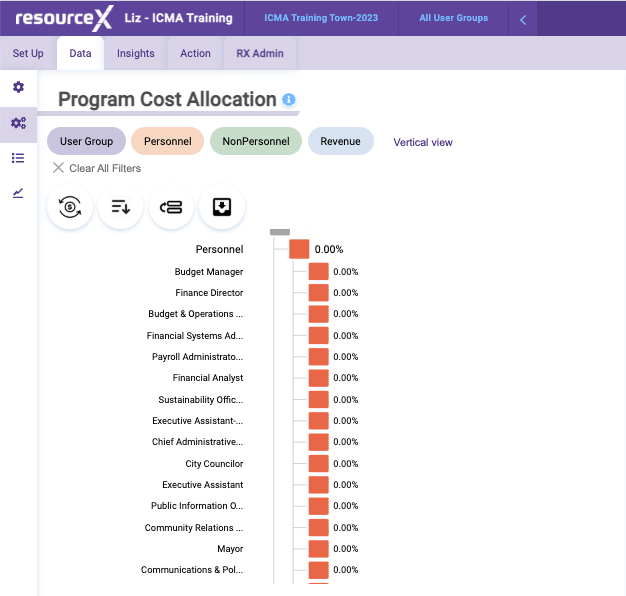 resourceX Liz - ICMA Training ICMA Training Town-2023 All User Groups
Set Up Data Insights Action RX Admin
Program Cost Allocation
User Group Personnel NonPersonnel Revenue Vertical view
Clear All Filters
Personnel 0.00%
Budget Manager 0.00%
Finance Director 0.00%
Budget & Operations ... 0.00%
Financial Systems Ad... 0.00%
Payroll Administrato... 0.00%
Financial Analyst 0.00%
Sustainability Offic... 0.00%
Executive Assistant-... 0.00%
Chief Administrative... 0.00%
City Councilor 0.00%
Executive Assistant 0.00%
Public Information O... 0.00%
Community Relations ... 0.00%
Mayor 0.00%
Communications & Pol... 0.00%